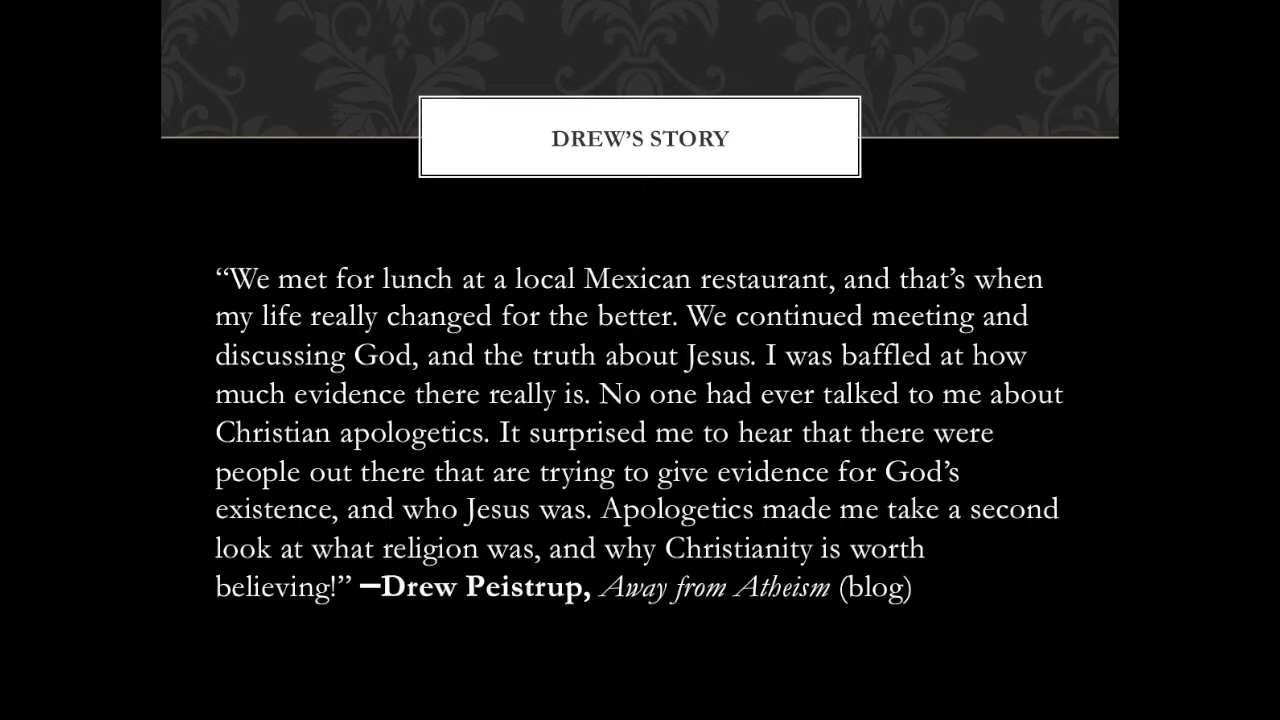 DREW’S STORY
“We met for lunch at a local Mexican restaurant, and that’s when
my life really changed for the better. We continued meeting and
discussing God, and the truth about Jesus. I was baffled at how
much evidence there really is. No one had ever talked to me about
Christian apologetics. It surprised me to hear that there were
people out there that are trying to give evidence for God’s
existence, and who Jesus was. Apologetics made me take a second
look at what religion was, and why Christianity is worth
believing!” —Drew Peistrup, Away from Atheism (blog)